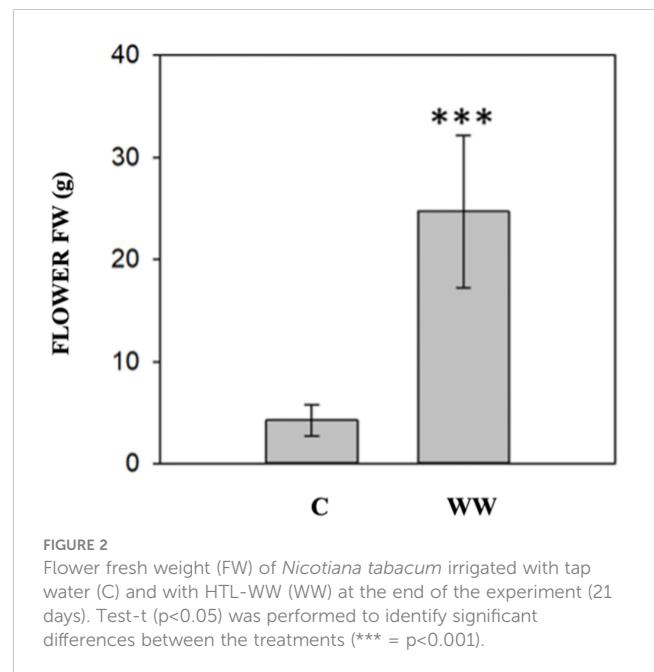 40
30
20
10
0
FLOWER FW (g)
***
C WW
FIGURE 2
Flower fresh weight (FW) of Nicotiana tabacum irrigated with tap
water (C) and with HTL-WW (WW) at the end of the experiment (21
days). Test-t (p<0.05) was performed to identify significant
differences between the treatments (*** = p<0.001).